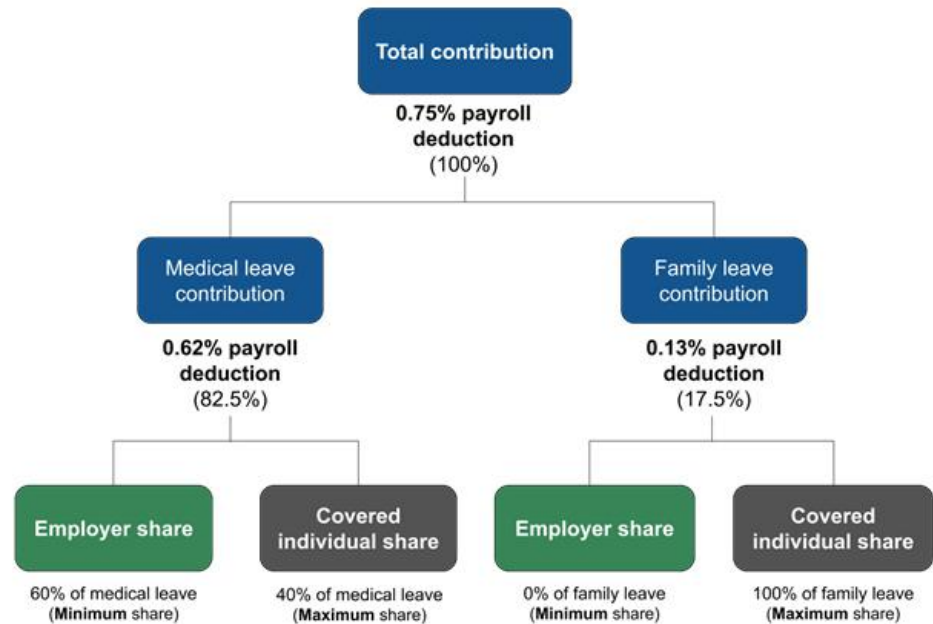 Total contribution
0.75% payroll
deduction
(100%)
Medical leave
contribution
Family leave
contribution
0.62% payroll
deduction
(82.5%)
0.13% payroll
deduction
(17.5%)
Employer share
Covered
individual share
Employer share
Covered
individual share
60% of medical leave
(Minimum share)
40% of medical leave
(Maximum share)
0% of family leave
(Minimum share)
100% of family leave
(Maximum share)